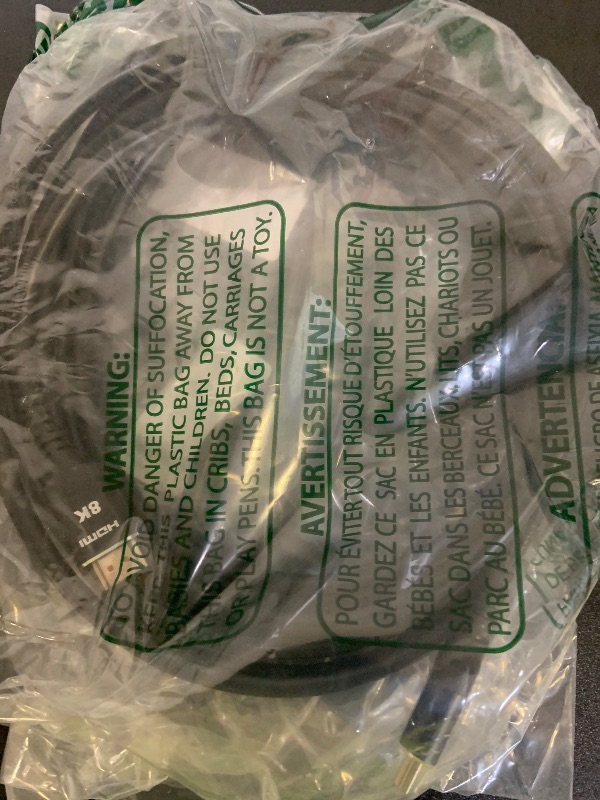 WARNING:
TO AVOID DANGER OF SUFFOCATION,
KEEP THIS PLASTIC BAG AWAY FROM
BABIES AND CHILDREN. DO NOT USE
THIS BAG IN CRIBS, BEDS, CARRIAGES
OR PLAY PENS. THIS BAG IS NOT A TOY.
AVERTISSEMENT:
POUR ÉVITER TOUT RISQUE D'ÉTOUFFEMENT,
GARDEZ CE SAC EN PLASTIQUE LOIN DES
BÉBÉS ET LES ENFANTS. N'UTILISEZ PAS CE
SAC DANS LES BERCEAUX, LITS, CHARIOTS OU
PARC AU BÉBÉ. CE SAC N'EST PAS UN JOUET.
ADVERTENCIA:
DE ASFIXIA
HDMI
8K